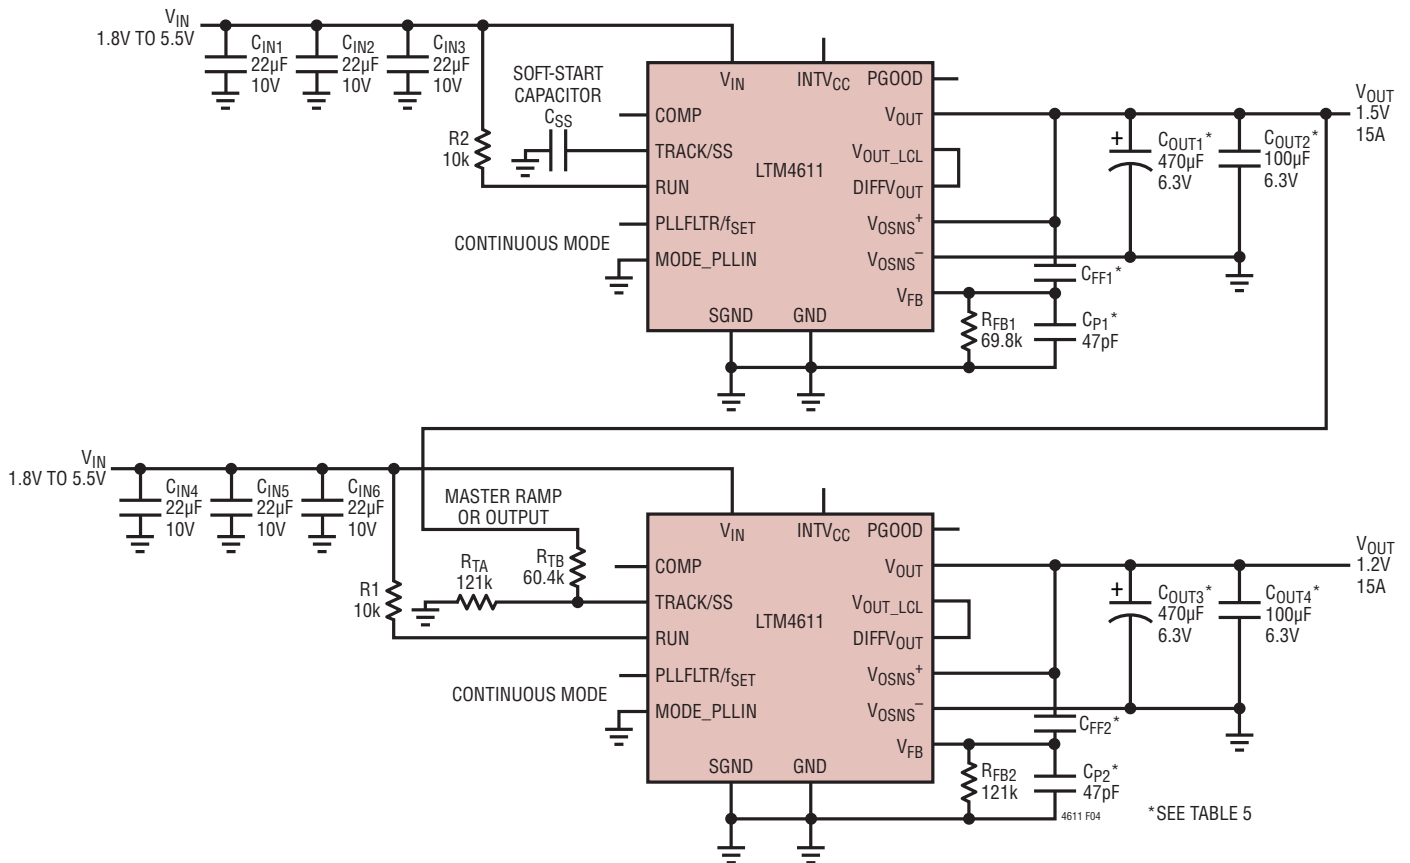 VIN
1.8V TO 5.5V
CIN1
22µF
10V
CIN2
22µF
10V
CIN3
22µF
10V
R2
10k
SOFT-START
CAPACITOR
CSS
VIN
INTVCC
PGOOD
COMP
TRACK/SS
RUN
PLLFLTR/fSET
MODE_PLLIN
CONTINUOUS MODE
LTM4611
VOUT
VOUT_LCL
DIFFVOUT
VOSNS+
VOSNS–
VFB
SGND
GND
RFB1
69.8k
CFF1*
CP1*
47pF
+
COUT1*
470µF
6.3V
COUT2*
100µF
6.3V
VOUT
1.5V
15A
VIN
1.8V TO 5.5V
CIN4
22µF
10V
CIN5
22µF
10V
CIN6
22µF
10V
R1
10k
MASTER RAMP
OR OUTPUT
RTA
121k
RTB
60.4k
VIN
INTVCC
PGOOD
COMP
TRACK/SS
RUN
PLLFLTR/fSET
MODE_PLLIN
CONTINUOUS MODE
LTM4611
VOUT
VOUT_LCL
DIFFVOUT
VOSNS+
VOSNS–
VFB
SGND
GND
RFB2
121k
CFF2*
CP2*
47pF
+
COUT3*
470µF
6.3V
COUT4*
100µF
6.3V
VOUT
1.2V
15A
4611 F04
*SEE TABLE 5